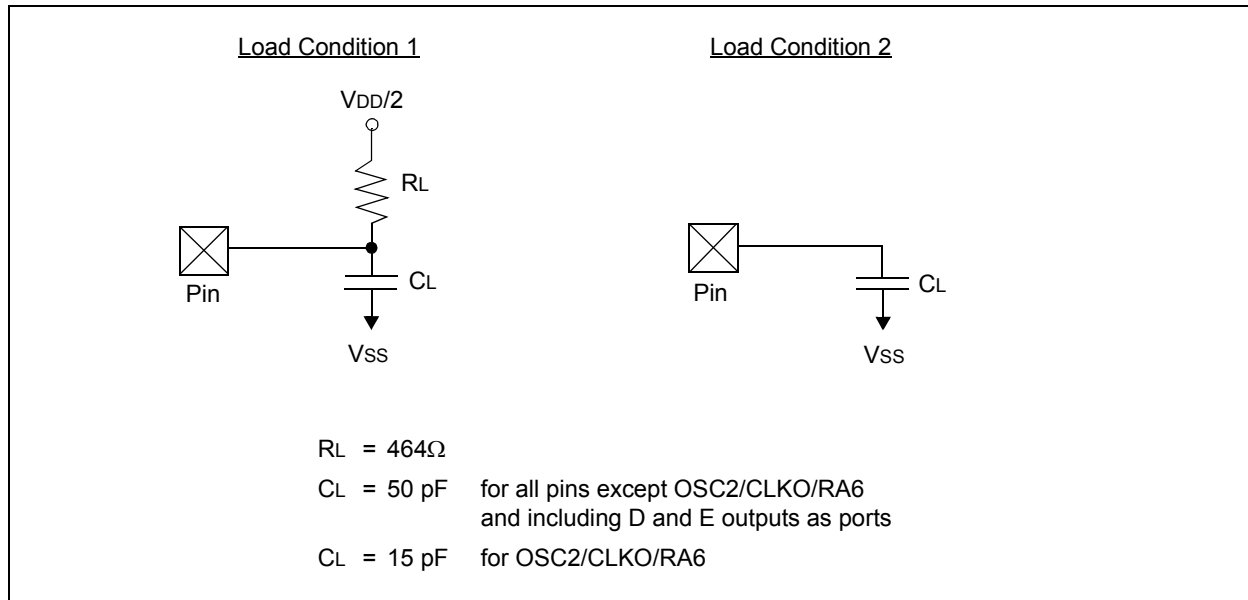 Load Condition 1
VDD/2
RL
Pin
CL
VSS
Load Condition 2
Pin
CL
VSS
RL = 464Ω
CL = 50 pF for all pins except OSC2/CLKO/RA6
and including D and E outputs as ports
CL = 15 pF for OSC2/CLKO/RA6